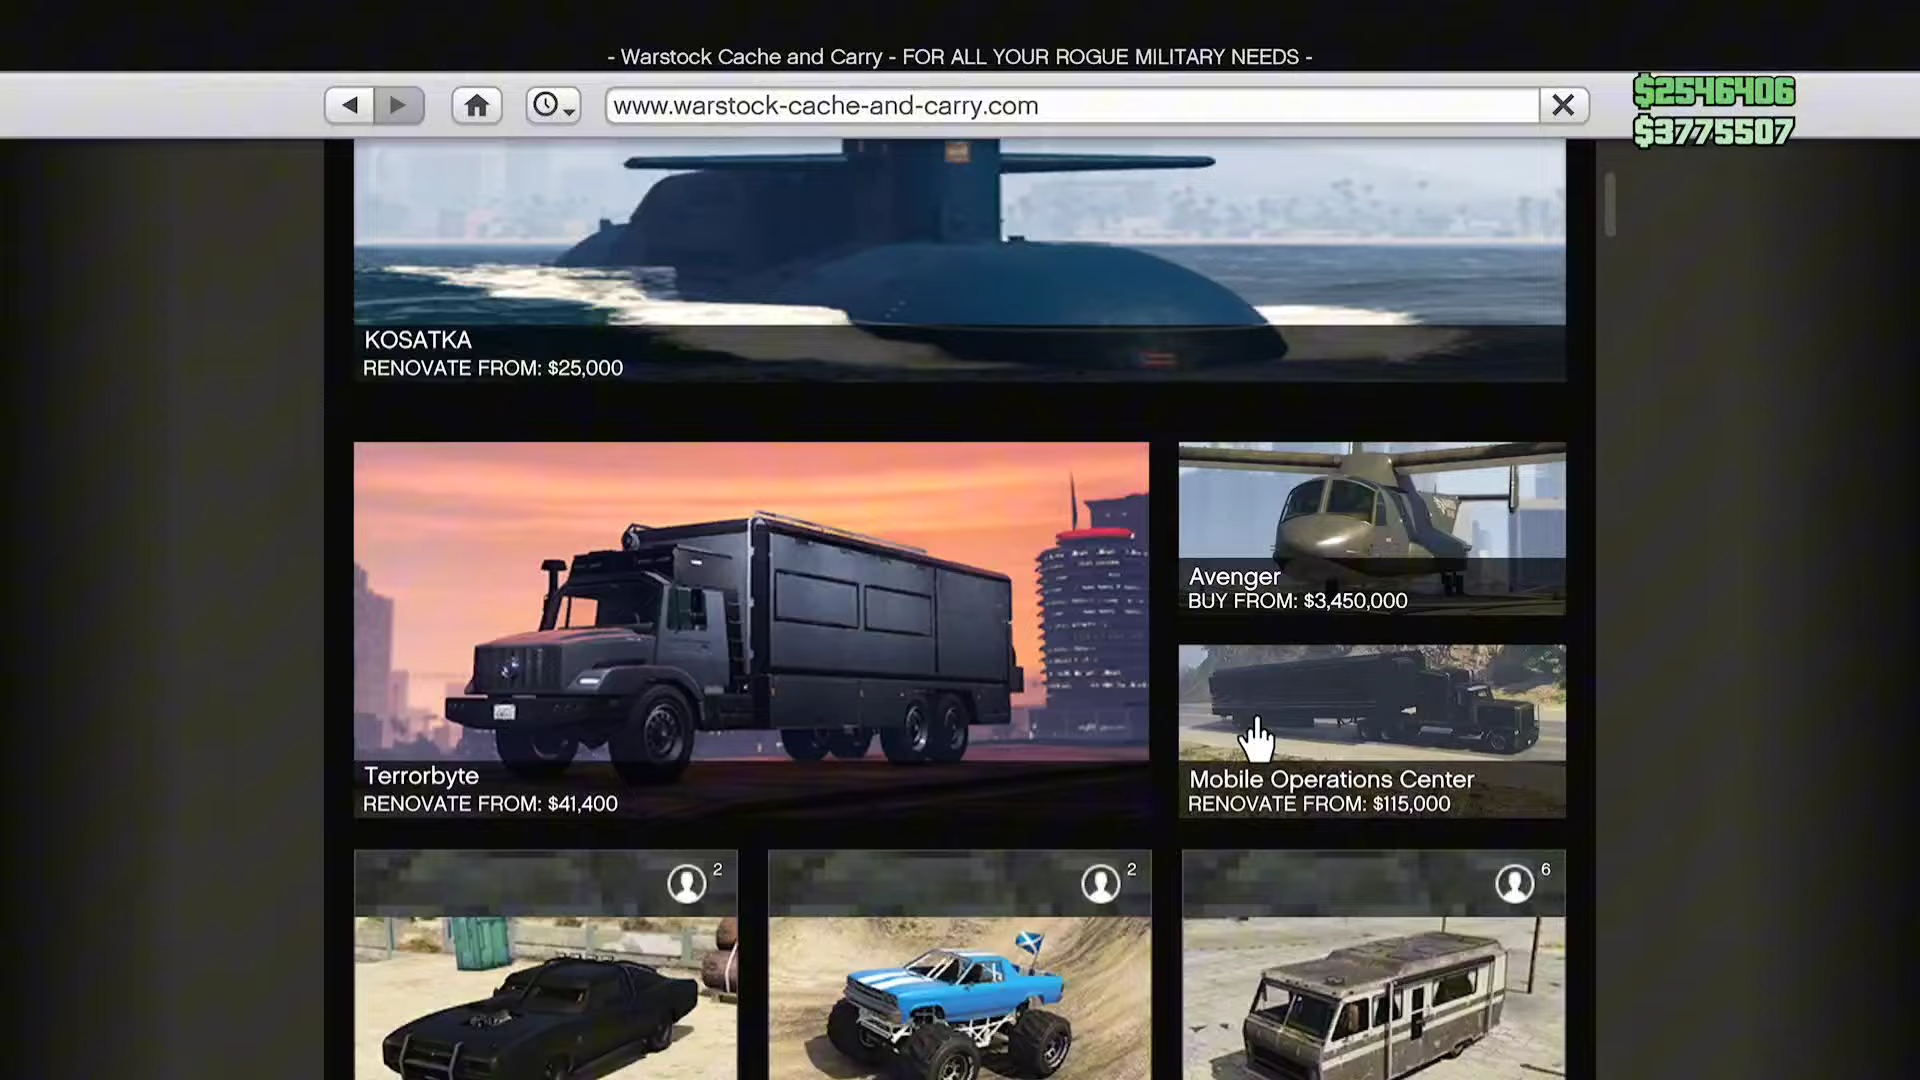 - Warstock Cache and Carry - FOR ALL YOUR ROGUE MILITARY NEEDS -
www.warstock-cache-and-carry.com
$2546406
$3775507
KOSATKA
RENOVATE FROM: $25,000
Avenger
BUY FROM: $3,450,000
Terrorbyte
RENOVATE FROM: $41,400
Mobile Operations Center
RENOVATE FROM: $115,000
2
2
6